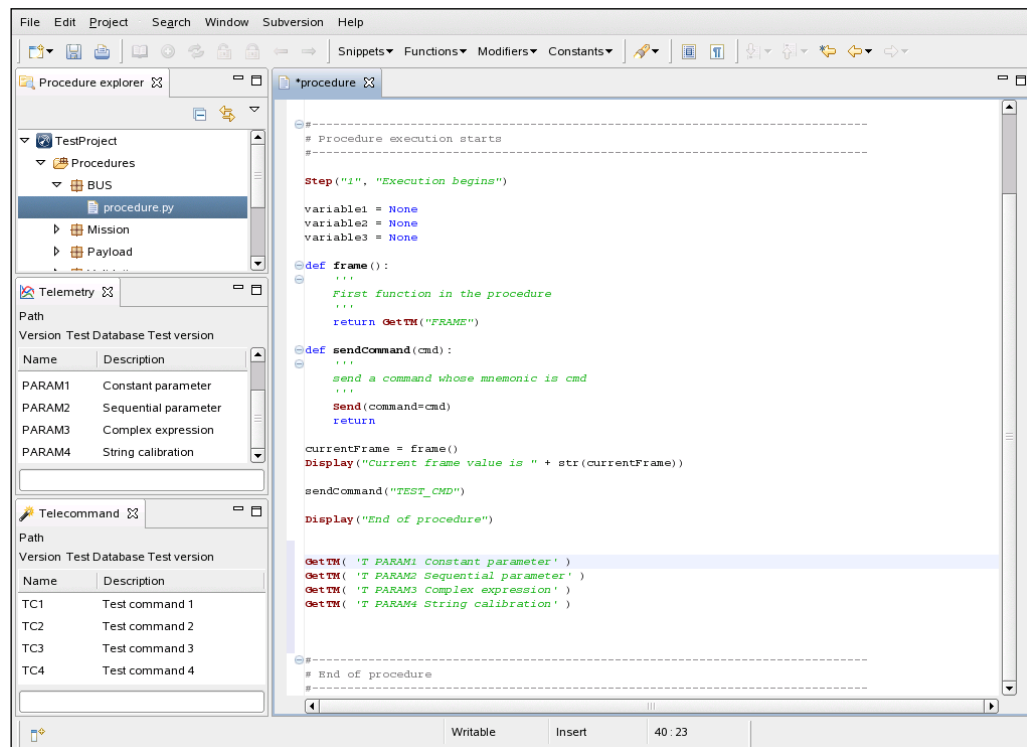 File Edit Project Search Window Subversion Help
Snippets Functions Modifiers Constants
Procedure explorer
TestProject
Procedures
BUS
procedure.py
Mission
Payload
Telemetry
Path
Version Test Database Test version
Name Description
PARAM1 Constant parameter
PARAM2 Sequential parameter
PARAM3 Complex expression
PARAM4 String calibration
Telecommand
Path
Version Test Database Test version
Name Description
TC1 Test command 1
TC2 Test command 2
TC3 Test command 3
TC4 Test command 4
*procedure
#------------------------------------------------------------------------------
# Procedure execution starts
#------------------------------------------------------------------------------
Step("1", "Execution begins")
variable1 = None
variable2 = None
variable3 = None
def frame():
'''
First function in the procedure
'''
return GetTM("FRAME")
def sendCommand(cmd):
'''
send a command whose mnemonic is cmd
'''
Send(command=cmd)
return
currentFrame = frame()
Display("Current frame value is " + str(currentFrame))
sendCommand("TEST_CMD")
Display("End of procedure")
GetTM( 'T PARAM1 Constant parameter' )
GetTM( 'T PARAM2 Sequential parameter' )
GetTM( 'T PARAM3 Complex expression' )
GetTM( 'T PARAM4 String calibration' )
#------------------------------------------------------------------------------
# End of procedure
#------------------------------------------------------------------------------
Writable Insert 40 : 23